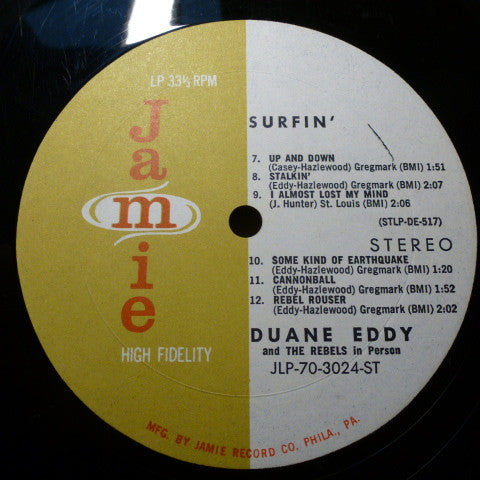 LP 33⅓ RPM
Jamie
HIGH FIDELITY
SURFIN'
7. UP AND DOWN
(Casey-Hazlewood) Gregmark (BMI) 1:51
8. STALKIN'
(Eddy-Hazlewood) Gregmark (BMI) 2:07
9. I ALMOST LOST MY MIND
(J. Hunter) St. Louis (BMI) 2:06
(STLP-DE-517)
STEREO
10. SOME KIND OF EARTHQUAKE
(Eddy-Hazlewood) Gregmark (BMI) 1:20
11. CANNONBALL
(Eddy-Hazlewood) Gregmark (BMI) 1:52
12. REBEL ROUSER
(Eddy-Hazlewood) Gregmark (BMI) 2:02
DUANE EDDY
and THE REBELS in Person
JLP-70-3024-ST
MFG. BY JAMIE RECORD CO. PHILA., PA.